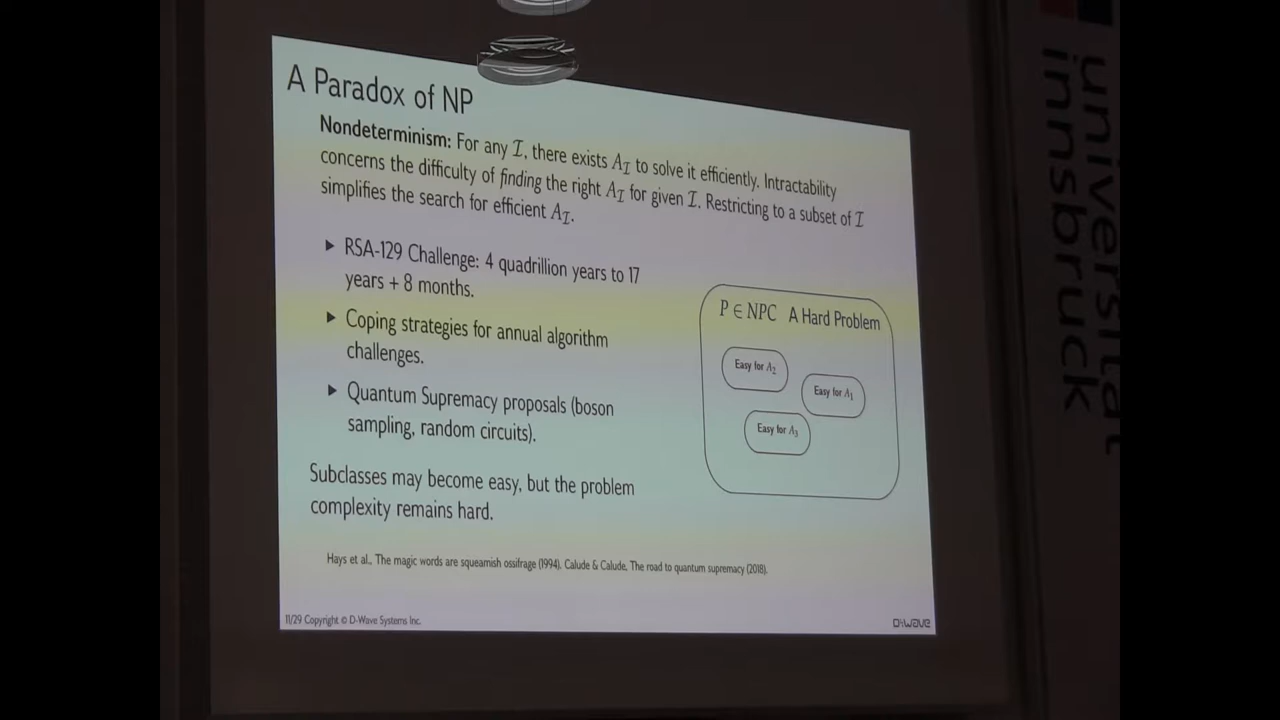 A Paradox of NP
Nondeterminism: For any I, there exists A_I to solve it efficiently. Intractability
concerns the difficulty of finding the right A_I for given I. Restricting to a subset of I
simplifies the search for efficient A_I.
▶ RSA-129 Challenge: 4 quadrillion years to 17
years + 8 months.
▶ Coping strategies for annual algorithm
challenges.
▶ Quantum Supremacy proposals (boson
sampling, random circuits).
Subclasses may become easy, but the problem
complexity remains hard.
P ∈ NPC A Hard Problem
Easy for A₂
Easy for A₁
Easy for A₃
Hays et al., The magic words are squeamish ossifrage (1994). Calude & Calude, The road to quantum supremacy (2018).
11/29 Copyright © D-Wave Systems Inc.
D:wave
universität
innsbruck